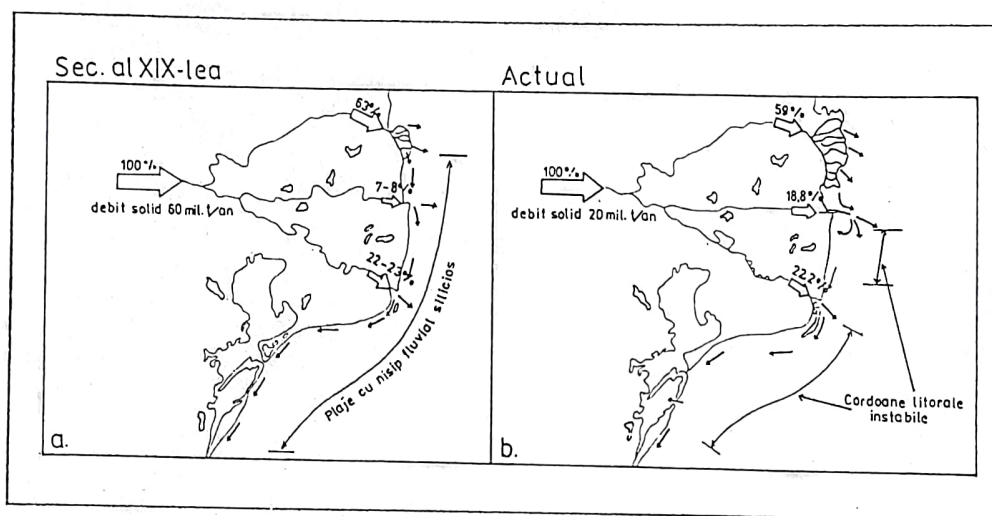 Sec. al XIX-lea
63%
100%
debit solid 60 mil. t/an
7-8%
22-23%
Plaje cu nisip fluvial silicios
a.
Actual
59%
100%
debit solid 20 mil. t/an
18,8%
22,2%
Cordoane litorale
instabile
b.